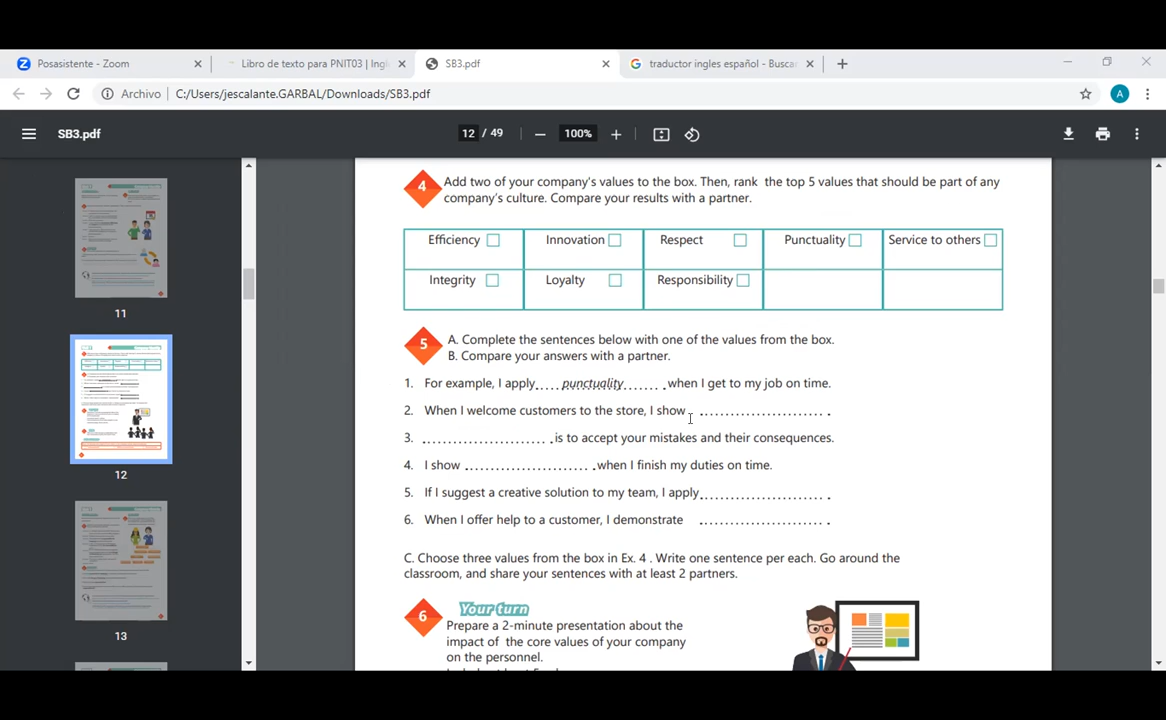 Posasistente - Zoom
Libro de texto para PNIT03 | Ingl
SB3.pdf
traductor ingles español - Busca
Archivo
C:/Users/jescalante.GARBAL/Downloads/SB3.pdf
A
SB3.pdf
12 / 49
100%
11
12
13
4
Add two of your company's values to the box. Then, rank the top 5 values that should be part of any
company's culture. Compare your results with a partner.
Efficiency Innovation Respect Punctuality Service to others
Integrity Loyalty Responsibility
5
A. Complete the sentences below with one of the values from the box.
B. Compare your answers with a partner.
1. For example, I apply.....punctuality........when I get to my job on time.
2. When I welcome customers to the store, I show ........................ .
3. ........................ .is to accept your mistakes and their consequences.
4. I show ........................ .when I finish my duties on time.
5. If I suggest a creative solution to my team, I apply........................ .
6. When I offer help to a customer, I demonstrate ........................ .
C. Choose three values from the box in Ex. 4 . Write one sentence per each. Go around the
classroom, and share your sentences with at least 2 partners.
6
Your turn
Prepare a 2-minute presentation about the
impact of the core values of your company
on the personnel.